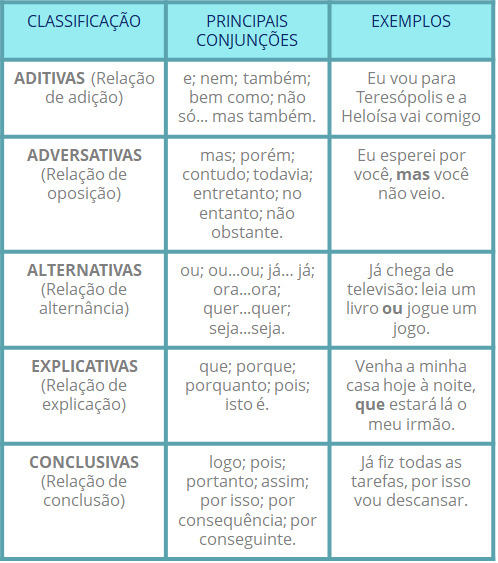 CLASSIFICAÇÃO
PRINCIPAIS
CONJUNÇÕES
EXEMPLOS
ADITIVAS (Relação
de adição)
e; nem; também;
bem como; não
só... mas também.
Eu vou para
Teresópolis e a
Heloísa vai comigo
ADVERSATIVAS
(Relação de
oposição)
mas; porém;
contudo; todavia;
entretanto; no
entanto; não
obstante.
Eu esperei por
você, mas você
não veio.
ALTERNATIVAS
(Relação de
alternância)
ou; ou...ou; já... já;
ora...ora;
quer...quer;
seja...seja.
Já chega de
televisão: leia um
livro ou jogue um
jogo.
EXPLICATIVAS
(Relação de
explicação)
que; porque;
porquanto; pois;
isto é.
Venha a minha
casa hoje à noite,
que estará lá o
meu irmão.
CONCLUSIVAS
(Relação de
conclusão)
logo; pois;
portanto; assim;
por isso; por
consequência; por
conseguinte.
Já fiz todas as
tarefas, por isso
vou descansar.